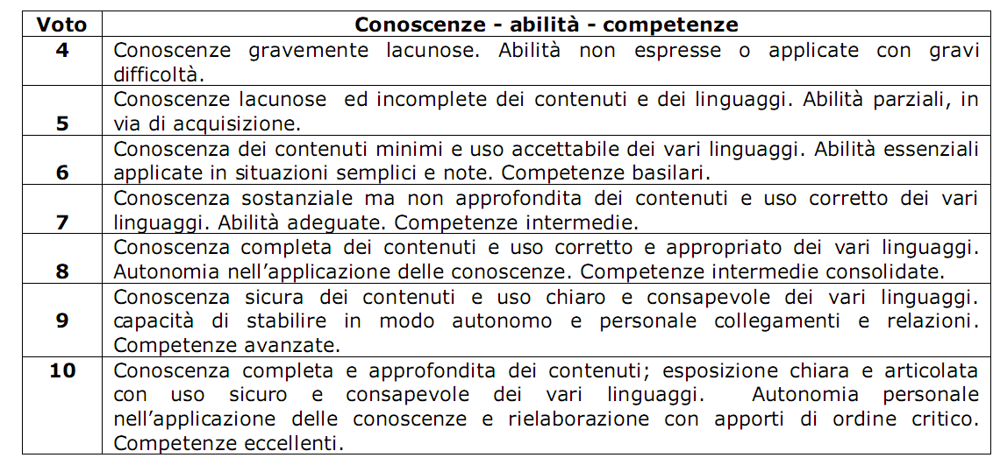 Voto Conoscenze - abilità - competenze
4 Conoscenze gravemente lacunose. Abilità non espresse o applicate con gravi
difficoltà.
Conoscenze lacunose ed incomplete dei contenuti e dei linguaggi. Abilità parziali, in
5 via di acquisizione.
Conoscenza dei contenuti minimi e uso accettabile dei vari linguaggi. Abilità essenziali
6 applicate in situazioni semplici e note. Competenze basilari.
Conoscenza sostanziale ma non approfondita dei contenuti e uso corretto dei vari
7 linguaggi. Abilità adeguate. Competenze intermedie.
Conoscenza completa dei contenuti e uso corretto e appropriato dei vari linguaggi.
8 Autonomia nell’applicazione delle conoscenze. Competenze intermedie consolidate.
Conoscenza sicura dei contenuti e uso chiaro e consapevole dei vari linguaggi.
9 capacità di stabilire in modo autonomo e personale collegamenti e relazioni.
Competenze avanzate.
10 Conoscenza completa e approfondita dei contenuti; esposizione chiara e articolata
con uso sicuro e consapevole dei vari linguaggi. Autonomia personale
nell’applicazione delle conoscenze e rielaborazione con apporti di ordine critico.
Competenze eccellenti.